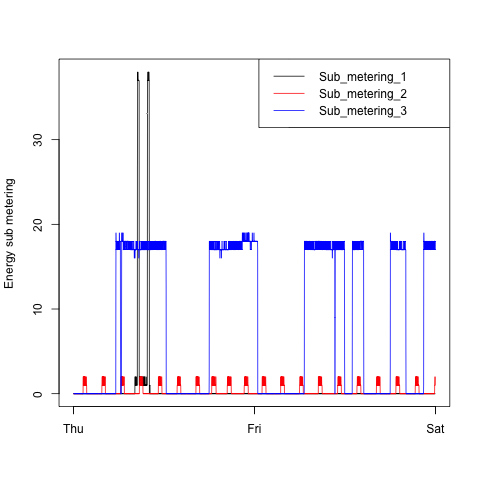 Sub_metering_1
Sub_metering_2
Sub_metering_3
Energy sub metering
30
20
10
0
Thu Fri Sat